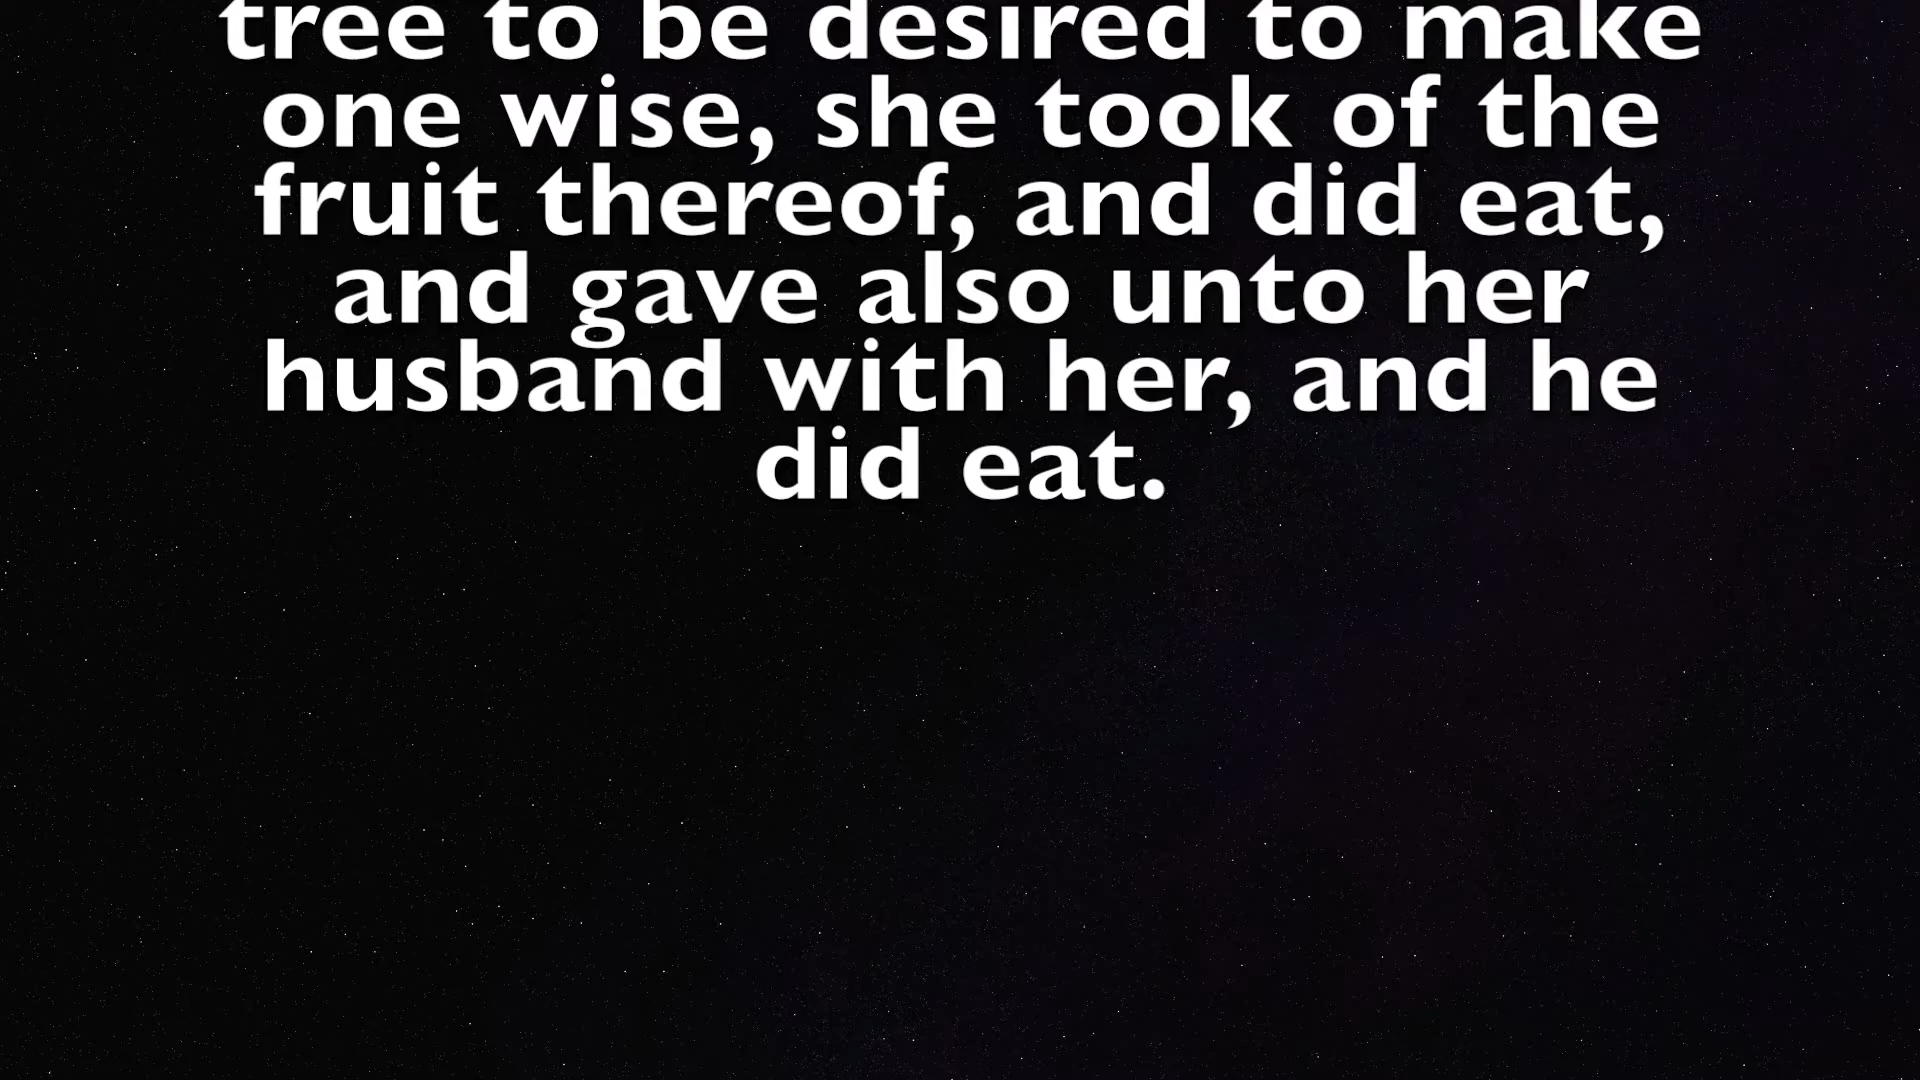 tree to be desired to make
one wise, she took of the
fruit thereof, and did eat,
and gave also unto her
husband with her, and he
did eat.